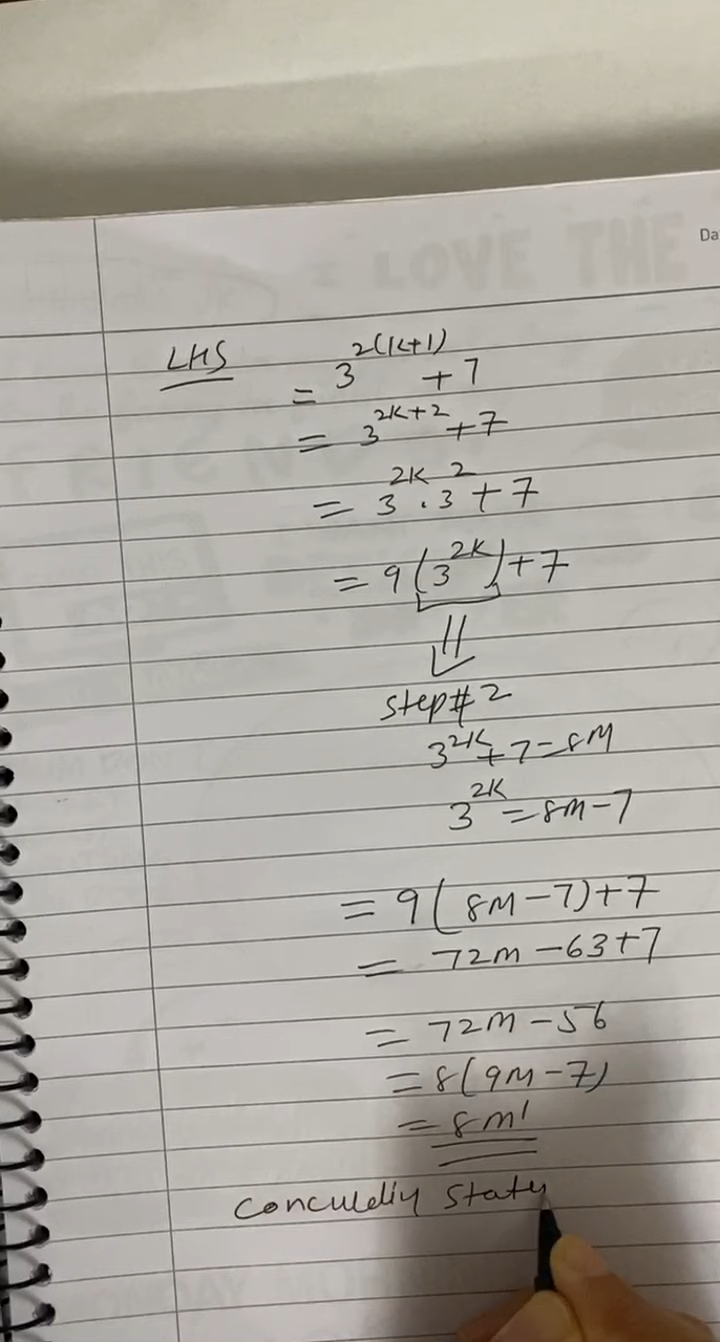 Da
LHS
= 3^2(k+1) + 7
= 3^2k+2 + 7
= 3^2k . 3^2 + 7
= 9(3^2k) + 7
Step #2
3^2k + 7 = 8M
3^2k = 8M - 7
= 9(8M - 7) + 7
= 72M - 63 + 7
= 72M - 56
= 8(9M - 7)
= 8M'
Conculdiy State